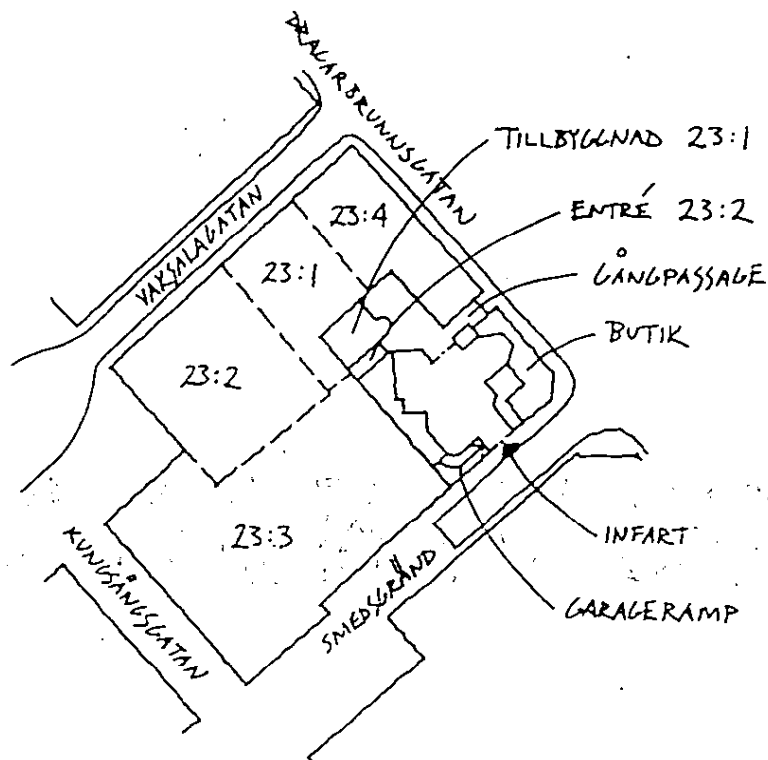 DRAGARBRUNNSGATAN
TILLBYGGNAD 23:1
VAKSALAGATAN
23:4
ENTRÉ 23:2
23:1
GÅNGPASSAGE
BUTIK
23:2
23:3
INFART
KUNGSÄNGSGATAN
SMEDSGRÄND
GARAGERAMP